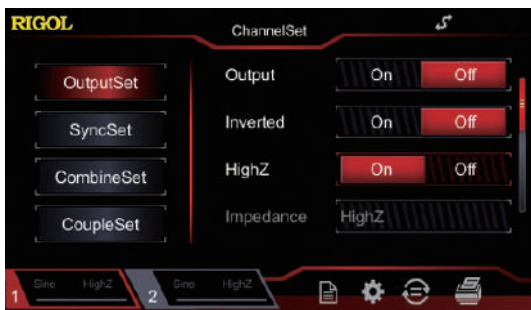 RIGOL
ChannelSet
OutputSet
SyncSet
CombineSet
CoupleSet
Output On Off
Inverted On Off
HighZ On Off
Impedance HighZ
1 Sine HighZ
2 Sine HighZ